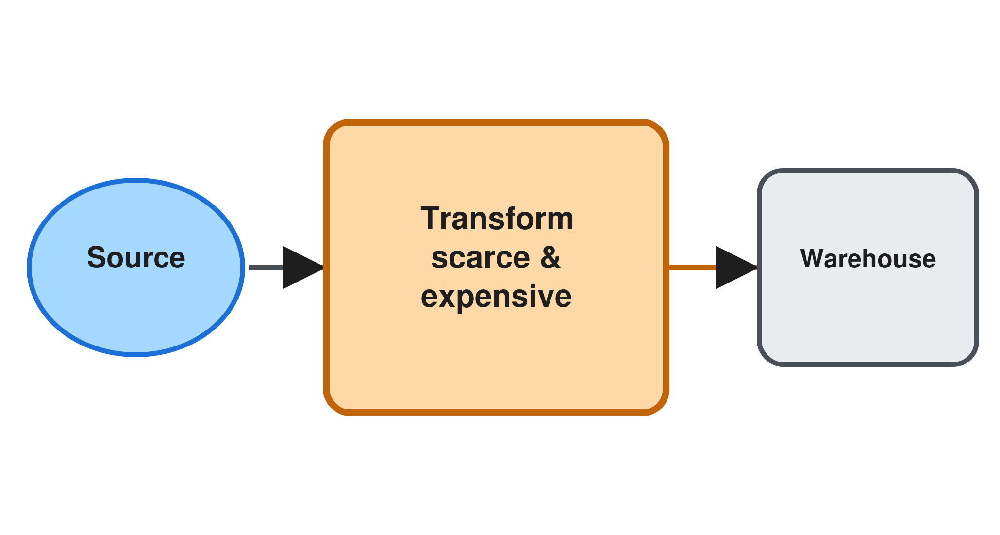 Source
Transform
scarce &
expensive
Warehouse